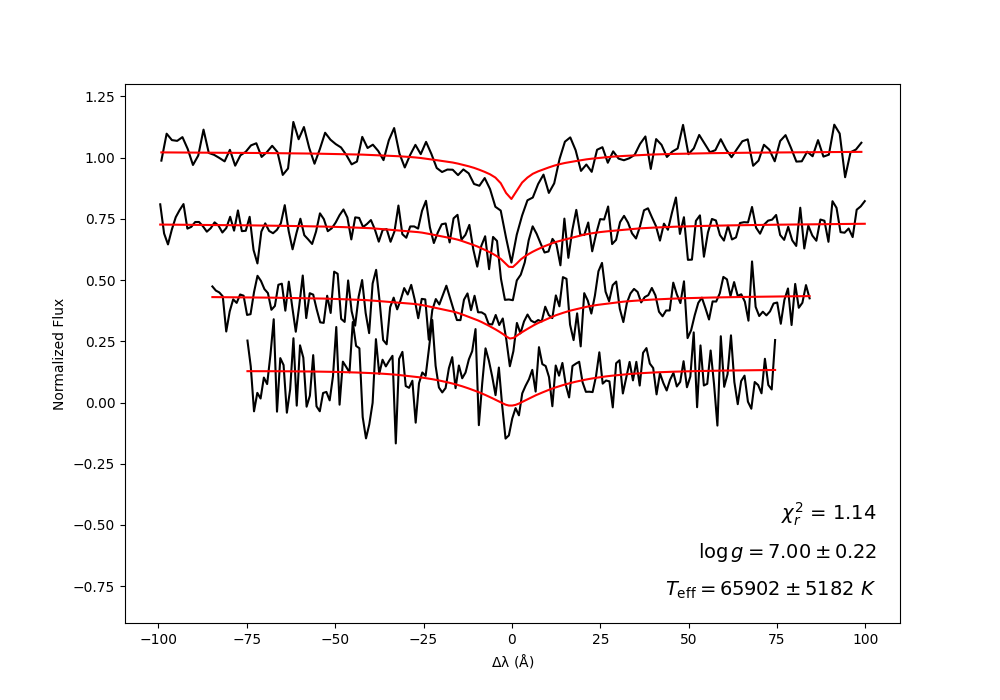 1.25
1.00
0.75
0.50
0.25
0.00
−0.25
−0.50
−0.75
Normalized Flux
χ²ᵣ = 1.14
log g = 7.00 ± 0.22
T_eff = 65902 ± 5182 K
−100 −75 −50 −25 0 25 50 75 100
Δλ (Å)